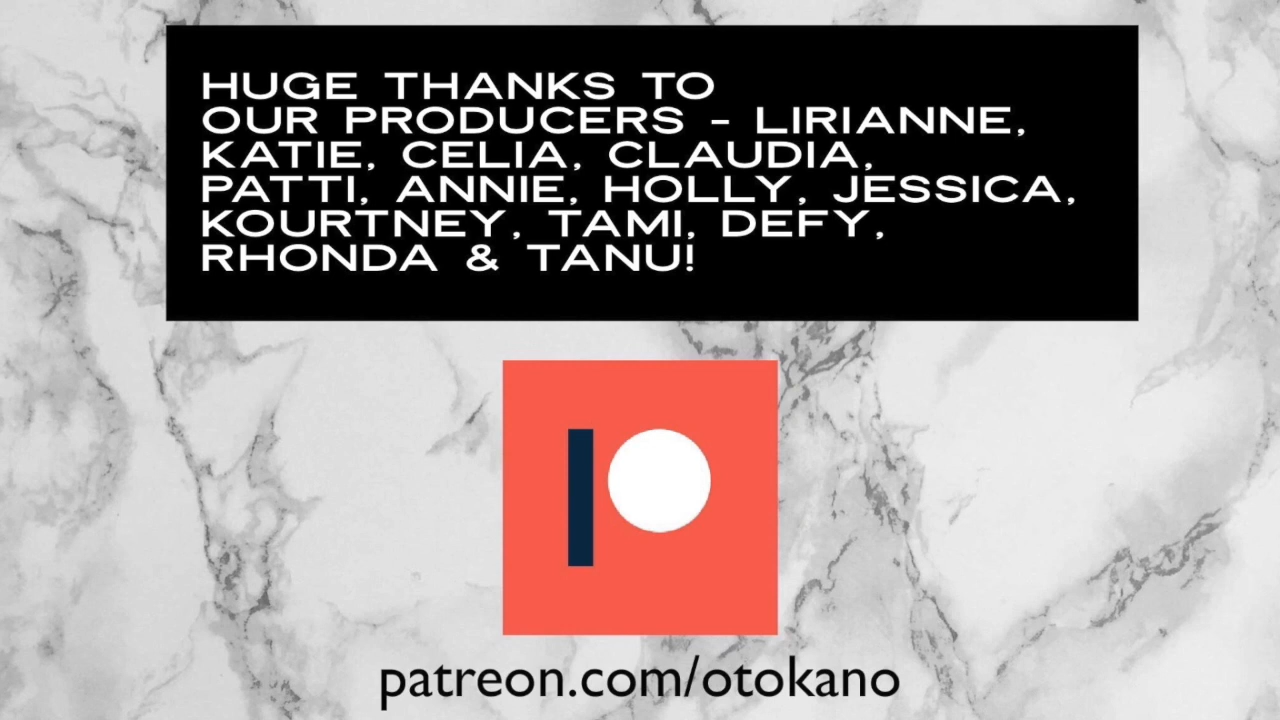 HUGE THANKS TO
OUR PRODUCERS - LIRIANNE,
KATIE, CELIA, CLAUDIA,
PATTI, ANNIE, HOLLY, JESSICA,
KOURTNEY, TAMI, DEFY,
RHONDA & TANU!
patreon.com/otokano